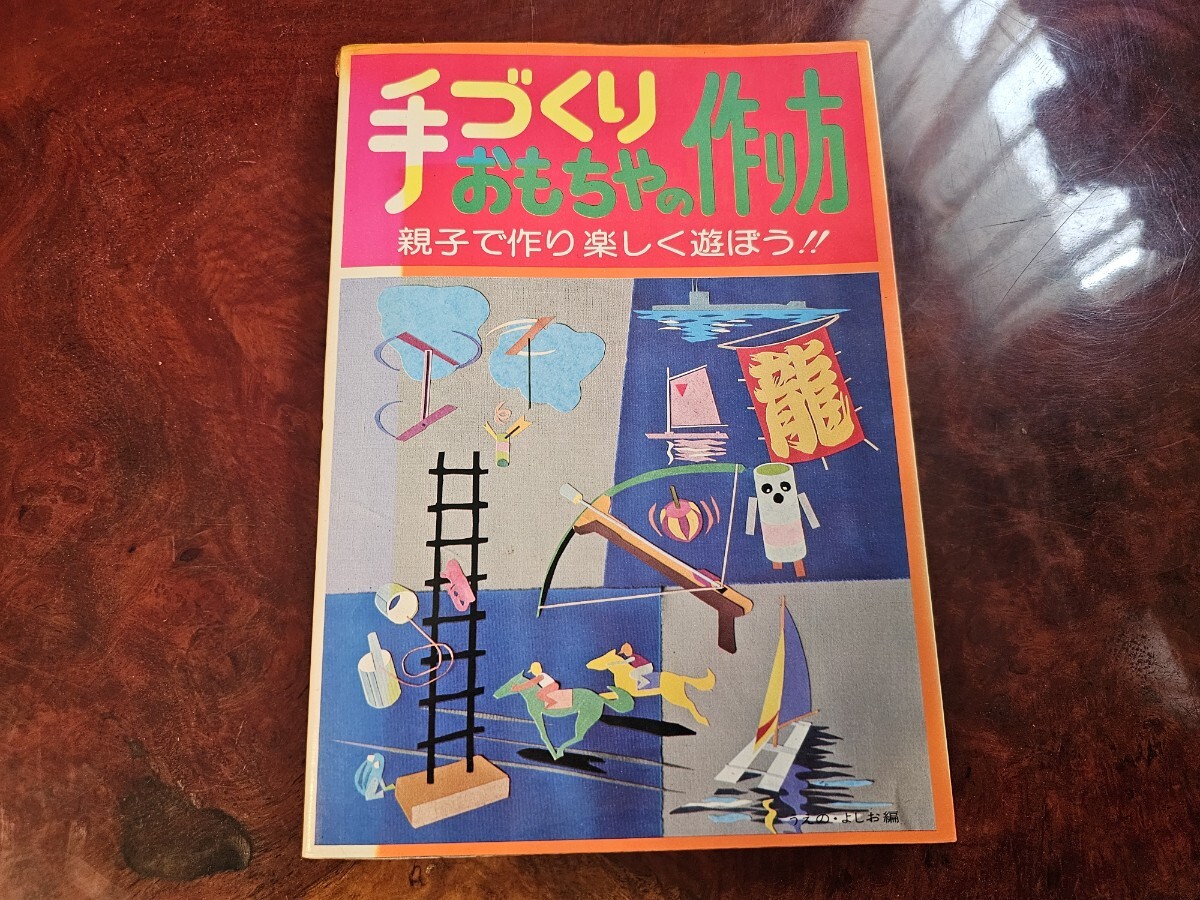 手づくり
おもちゃの作り方
親子で作り楽しく遊ぼう!!
龍
うえの・よしお編